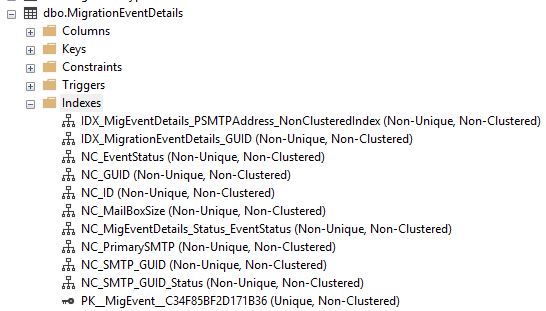 dbo.MigrationEventDetails
Columns
Keys
Constraints
Triggers
Indexes
IDX_MigEventDetails_PSMTPAddress_NonClusteredIndex (Non-Unique, Non-Clustered)
IDX_MigrationEventDetails_GUID (Non-Unique, Non-Clustered)
NC_EventStatus (Non-Unique, Non-Clustered)
NC_GUID (Non-Unique, Non-Clustered)
NC_ID (Non-Unique, Non-Clustered)
NC_MailBoxSize (Non-Unique, Non-Clustered)
NC_MigEventDetails_Status_EventStatus (Non-Unique, Non-Clustered)
NC_PrimarySMTP (Non-Unique, Non-Clustered)
NC_SMTP_GUID (Non-Unique, Non-Clustered)
NC_SMTP_GUID_Status (Non-Unique, Non-Clustered)
PK__MigEvent__C34F85BF2D171B36 (Unique, Non-Clustered)